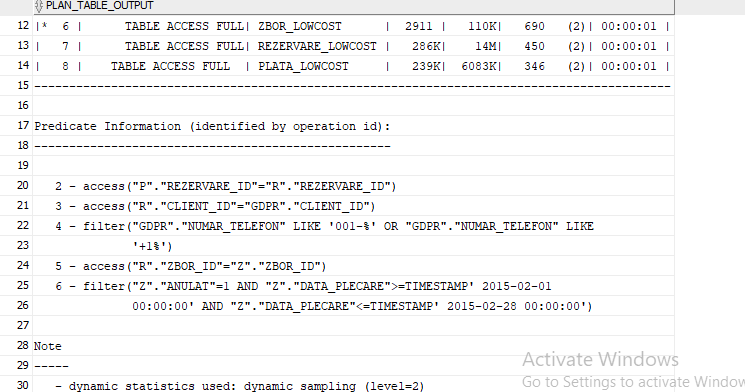 PLAN_TABLE_OUTPUT
12 |* 6 | TABLE ACCESS FULL| ZBOR_LOWCOST | 2911 | 110K| 690 (2)| 00:00:01 |
13 | 7 | TABLE ACCESS FULL| REZERVARE_LOWCOST | 286K| 14M| 450 (2)| 00:00:01 |
14 | 8 | TABLE ACCESS FULL | PLATA_LOWCOST | 239K| 6083K| 346 (2)| 00:00:01 |
15 -------------------------------------------------------------------------------------
16
17 Predicate Information (identified by operation id):
18 ---------------------------------------------------
19
20 2 - access("P"."REZERVARE_ID"="R"."REZERVARE_ID")
21 3 - access("R"."CLIENT_ID"="GDPR"."CLIENT_ID")
22 4 - filter("GDPR"."NUMAR_TELEFON" LIKE '001-%' OR "GDPR"."NUMAR_TELEFON" LIKE
23 '+1%')
24 5 - access("R"."ZBOR_ID"="Z"."ZBOR_ID")
25 6 - filter("Z"."ANULAT"=1 AND "Z"."DATA_PLECARE">=TIMESTAMP' 2015-02-01
26 00:00:00' AND "Z"."DATA_PLECARE"<=TIMESTAMP' 2015-02-28 00:00:00')
27
28 Note
29 -----
30 - dynamic statistics used: dynamic sampling (level=2)
Activate Windows
Go to Settings to activate Window